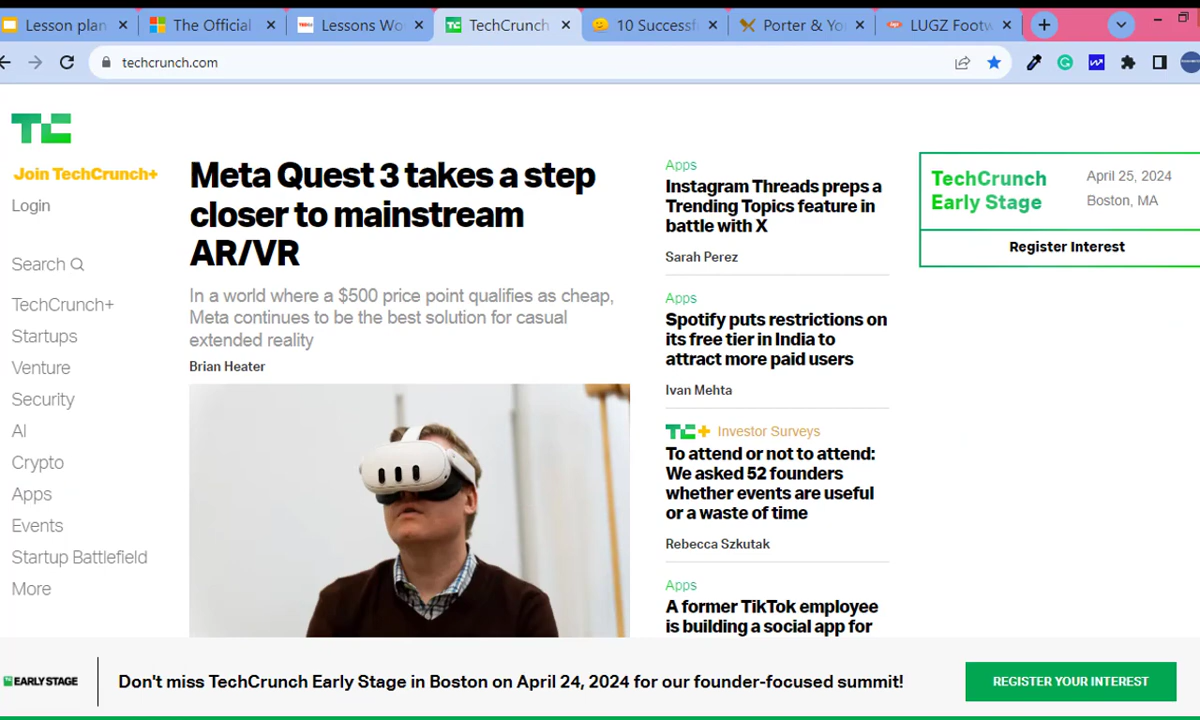 Lesson plan
The Official
Lessons Wo
TechCrunch
10 Successf
Porter & Yo
LUGZ Footw
techcrunch.com
TC
Join TechCrunch+
Login
Search
TechCrunch+
Startups
Venture
Security
AI
Crypto
Apps
Events
Startup Battlefield
More
Meta Quest 3 takes a step
closer to mainstream
AR/VR
In a world where a $500 price point qualifies as cheap,
Meta continues to be the best solution for casual
extended reality
Brian Heater
Apps
Instagram Threads preps a
Trending Topics feature in
battle with X
Sarah Perez
Apps
Spotify puts restrictions on
its free tier in India to
attract more paid users
Ivan Mehta
TC+ Investor Surveys
To attend or not to attend:
We asked 52 founders
whether events are useful
or a waste of time
Rebecca Szkutak
Apps
A former TikTok employee
is building a social app for
TechCrunch
Early Stage
April 25, 2024
Boston, MA
Register Interest
EARLY STAGE
Don't miss TechCrunch Early Stage in Boston on April 24, 2024 for our founder-focused summit!
REGISTER YOUR INTEREST